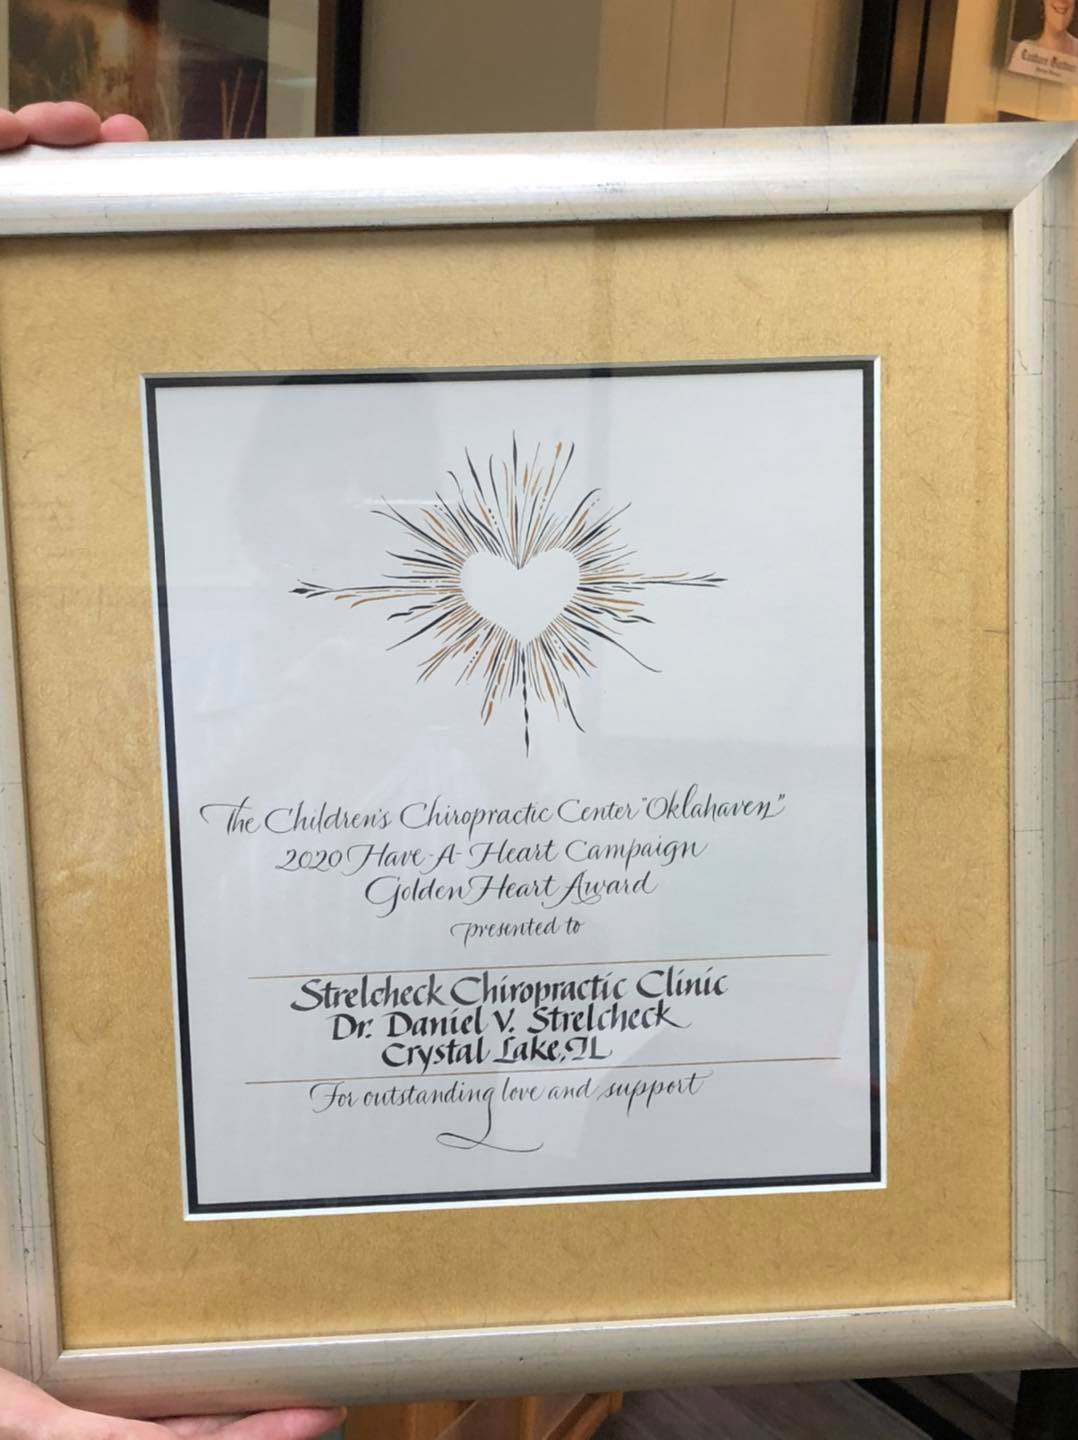 The Children's Chiropractic Center "Oklahaven"
2020 Have-A-Heart Campaign
Golden Heart Award
presented to
Strelcheck Chiropractic Clinic
Dr. Daniel V. Strelcheck
Crystal Lake, IL
For outstanding love and support